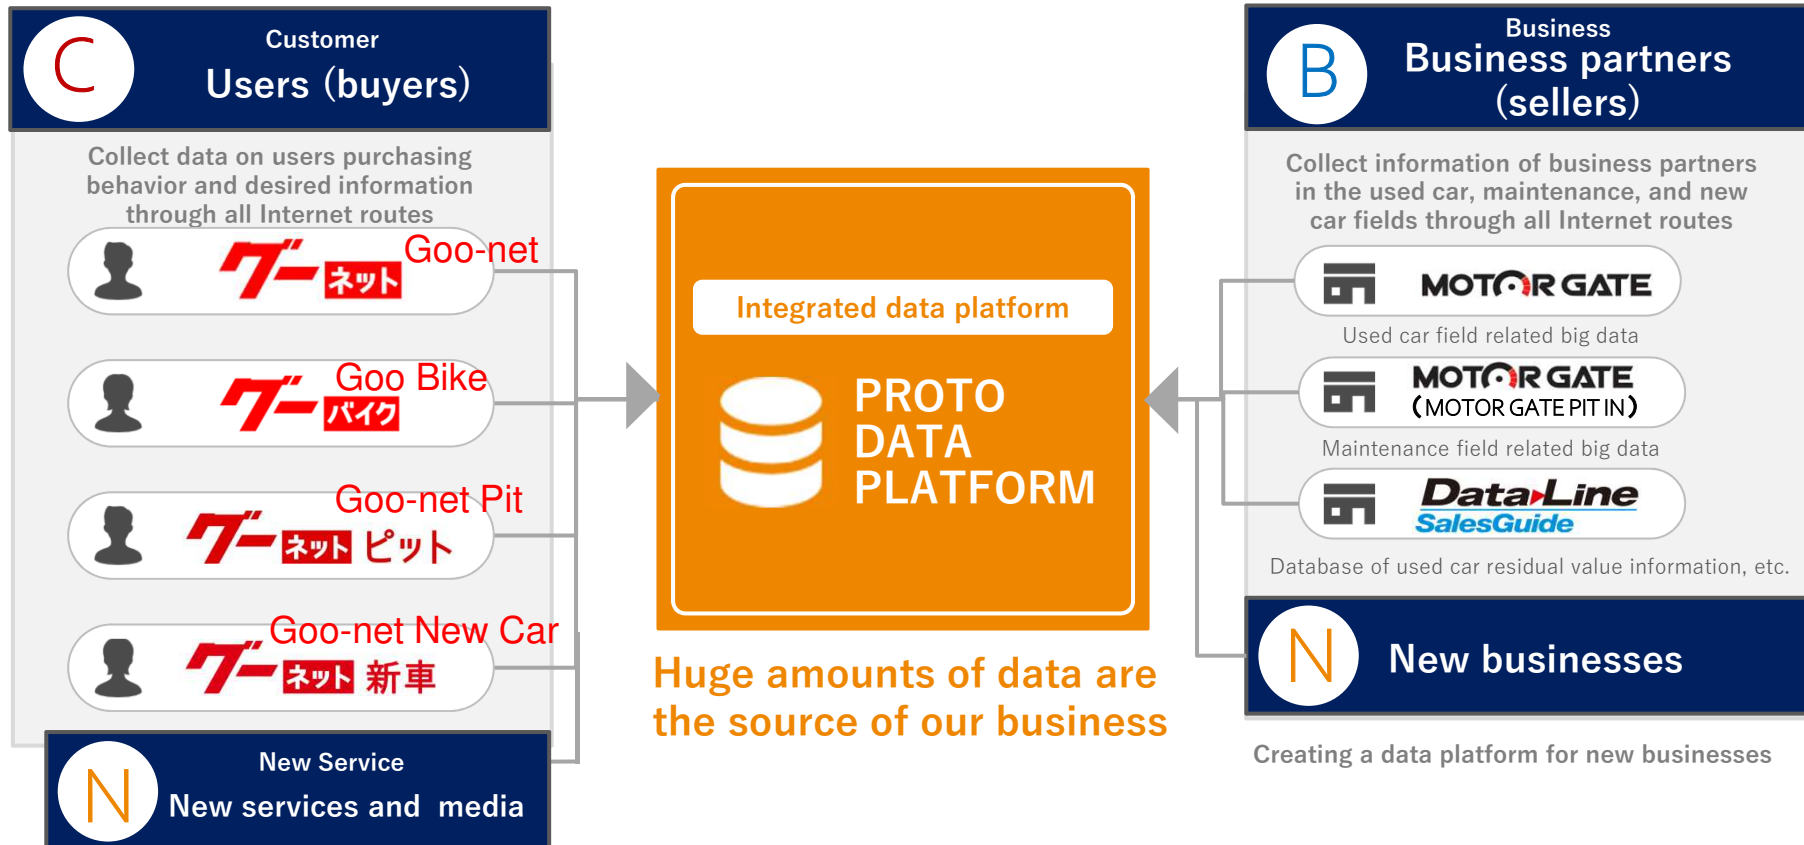 C
Customer
Users (buyers)
Collect data on users purchasing
behavior and desired information
through all Internet routes
グーネット
Goo-net
グーバイク
Goo Bike
グーネット ピット
Goo-net Pit
グーネット 新車
Goo-net New Car
N
New Service
New services and media
Integrated data platform
PROTO
DATA
PLATFORM
Huge amounts of data are
the source of our business
B
Business
Business partners
(sellers)
Collect information of business partners
in the used car, maintenance, and new
car fields through all Internet routes
MOTOR GATE
Used car field related big data
MOTOR GATE
(MOTOR GATE PIT IN)
Maintenance field related big data
Data Line
SalesGuide
Database of used car residual value information, etc.
N
New businesses
Creating a data platform for new businesses